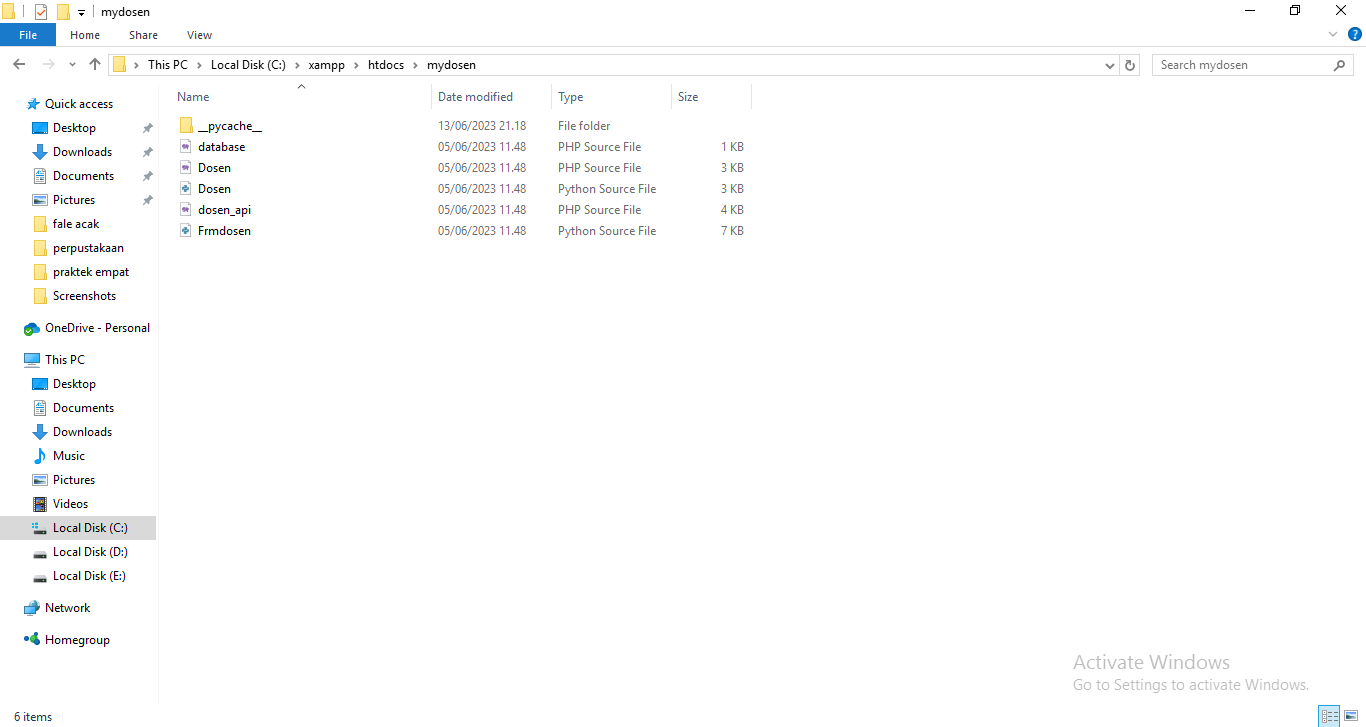 mydosen
File Home Share View
This PC Local Disk (C:) xampp htdocs mydosen
Search mydosen
Name Date modified Type Size
__pycache__ 13/06/2023 21.18 File folder
database 05/06/2023 11.48 PHP Source File 1 KB
Dosen 05/06/2023 11.48 PHP Source File 3 KB
Dosen 05/06/2023 11.48 Python Source File 3 KB
dosen_api 05/06/2023 11.48 PHP Source File 4 KB
Frmdosen 05/06/2023 11.48 Python Source File 7 KB
Quick access
Desktop
Downloads
Documents
Pictures
fale acak
perpustakaan
praktek empat
Screenshots
OneDrive - Personal
This PC
Desktop
Documents
Downloads
Music
Pictures
Videos
Local Disk (C:)
Local Disk (D:)
Local Disk (E:)
Network
Homegroup
Activate Windows
Go to Settings to activate Windows.
6 items